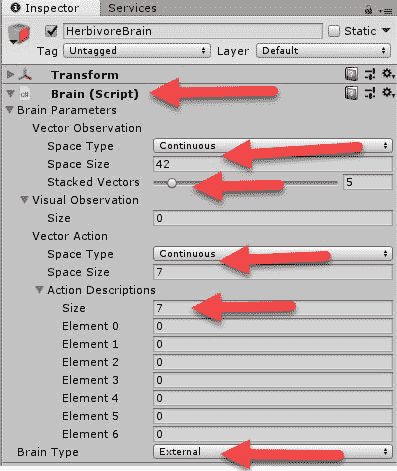 Inspector
Services
HerbivoreBrain
Static
Tag Untagged Layer Default
Transform
c#
Brain (Script)
Brain Parameters
Vector Observation
Space Type Continuous
Space Size 42
Stacked Vectors 5
Visual Observation
Size 0
Vector Action
Space Type Continuous
Space Size 7
Action Descriptions
Size 7
Element 0 0
Element 1 0
Element 2 0
Element 3 0
Element 4 0
Element 5 0
Element 6 0
Brain Type External